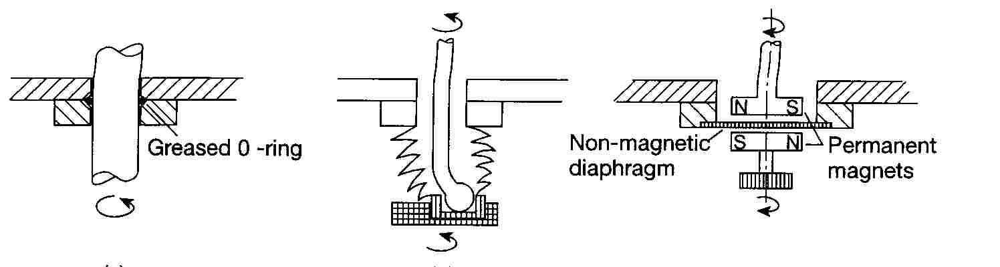 Greased 0 -ring
N S
S N
Non-magnetic
diaphragm
Permanent
magnets